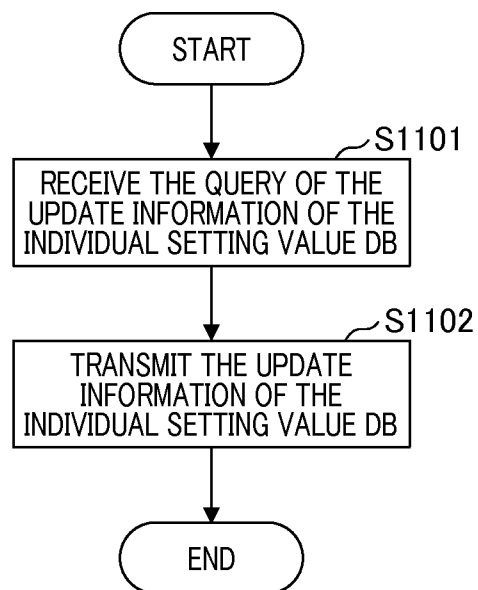 START
S1101
RECEIVE THE QUERY OF THE
UPDATE INFORMATION OF THE
INDIVIDUAL SETTING VALUE DB
S1102
TRANSMIT THE UPDATE
INFORMATION OF THE
INDIVIDUAL SETTING VALUE DB
END